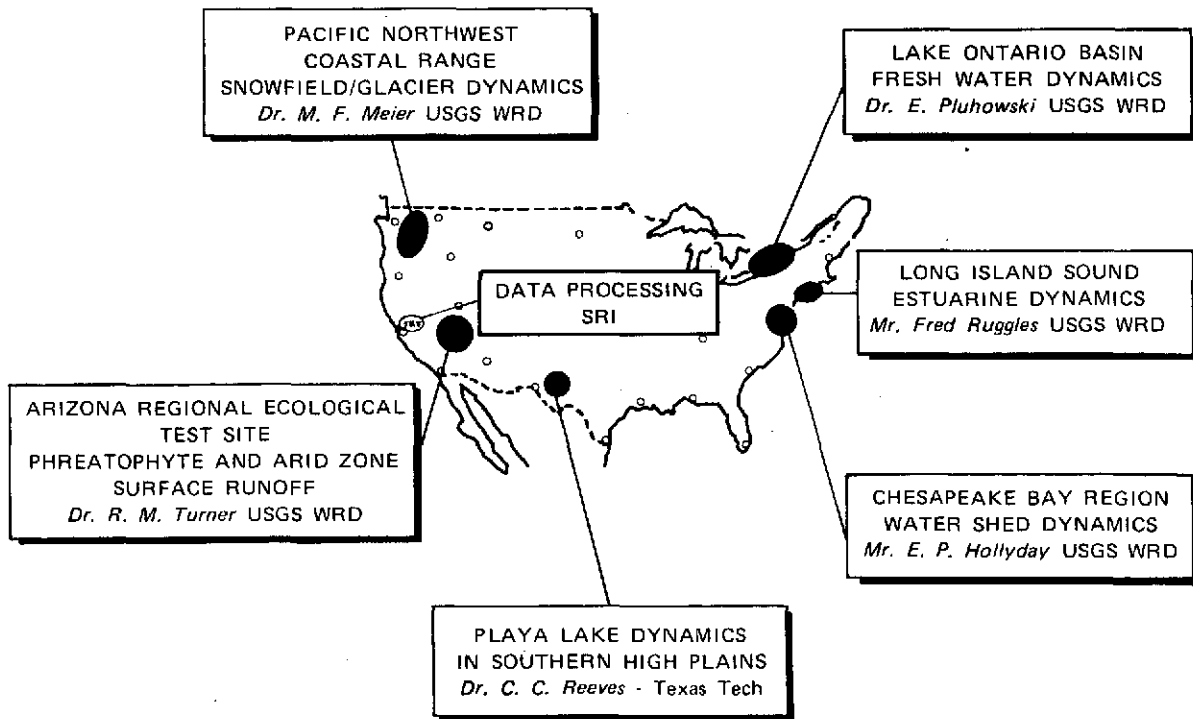 PACIFIC NORTHWEST
COASTAL RANGE
SNOWFIELD/GLACIER DYNAMICS
Dr. M. F. Meier USGS WRD
LAKE ONTARIO BASIN
FRESH WATER DYNAMICS
Dr. E. Pluhowski USGS WRD
DATA PROCESSING
SRI
LONG ISLAND SOUND
ESTUARINE DYNAMICS
Mr. Fred Ruggles USGS WRD
ARIZONA REGIONAL ECOLOGICAL
TEST SITE
PHREATOPHYTE AND ARID ZONE
SURFACE RUNOFF
Dr. R. M. Turner USGS WRD
CHESAPEAKE BAY REGION
WATER SHED DYNAMICS
Mr. E. P. Hollyday USGS WRD
PLAYA LAKE DYNAMICS
IN SOUTHERN HIGH PLAINS
Dr. C. C. Reeves - Texas Tech